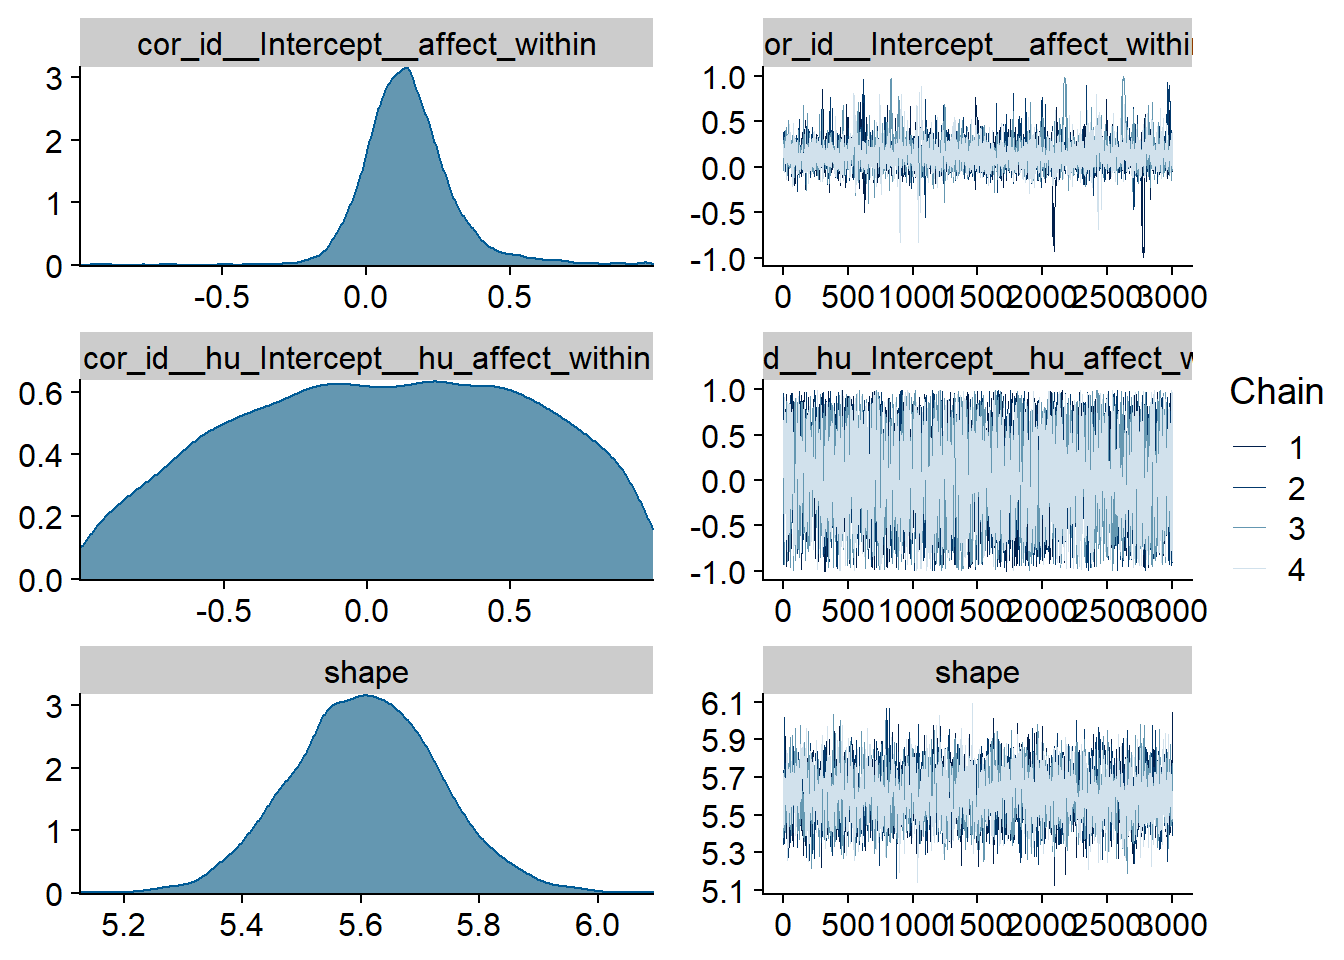 cor_id__Intercept__affect_within
3
2
1
0
-0.5 0.0 0.5
or_id__Intercept__affect_within
1.0
0.5
0.0
-0.5
-1.0
0 500 1000 1500 2000 2500 3000
cor_id__hu_Intercept__hu_affect_within
0.6
0.4
0.2
0.0
-0.5 0.0 0.5
d__hu_Intercept__hu_affect_w
1.0
0.5
0.0
-0.5
-1.0
0 500 1000 1500 2000 2500 3000
shape
3
2
1
0
5.2 5.4 5.6 5.8 6.0
shape
6.1
5.9
5.7
5.5
5.3
5.1
0 500 1000 1500 2000 2500 3000
Chain
1
2
3
4